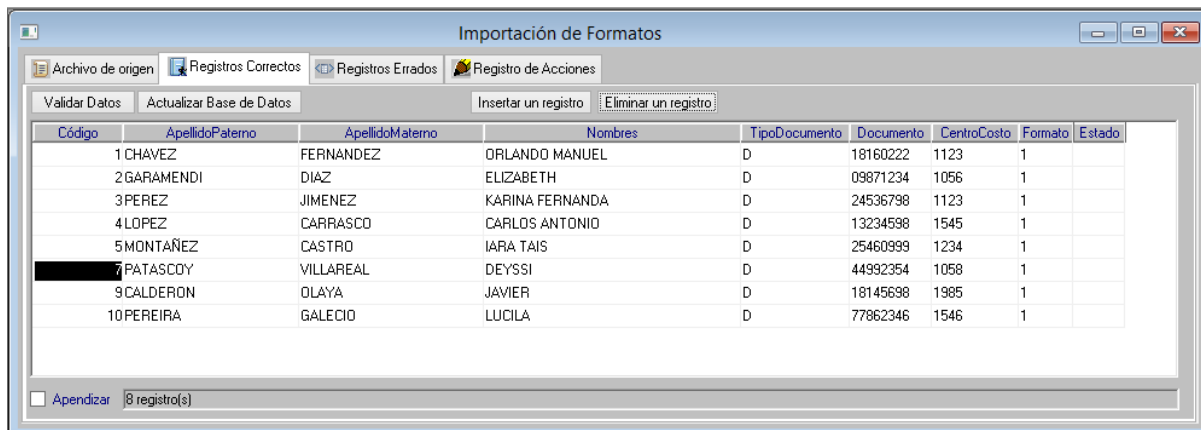 Importación de Formatos
Archivo de origen Registros Correctos Registros Errados Registro de Acciones
Validar Datos Actualizar Base de Datos Insertar un registro Eliminar un registro
Código ApellidoPaterno ApellidoMaterno Nombres TipoDocumento Documento CentroCosto Formato Estado
1 CHAVEZ FERNANDEZ ORLANDO MANUEL D 18160222 1123 1
2 GARAMENDI DIAZ ELIZABETH D 09871234 1056 1
3 PEREZ JIMENEZ KARINA FERNANDA D 24536798 1123 1
4 LOPEZ CARRASCO CARLOS ANTONIO D 13234598 1545 1
5 MONTAÑEZ CASTRO IARA TAIS D 25460999 1234 1
7 PATASCOY VILLAREAL DEYSSI D 44992354 1058 1
9 CALDERON OLAYA JAVIER D 18145698 1985 1
10 PEREIRA GALECIO LUCILA D 77862346 1546 1
Apendizar 8 registro(s)